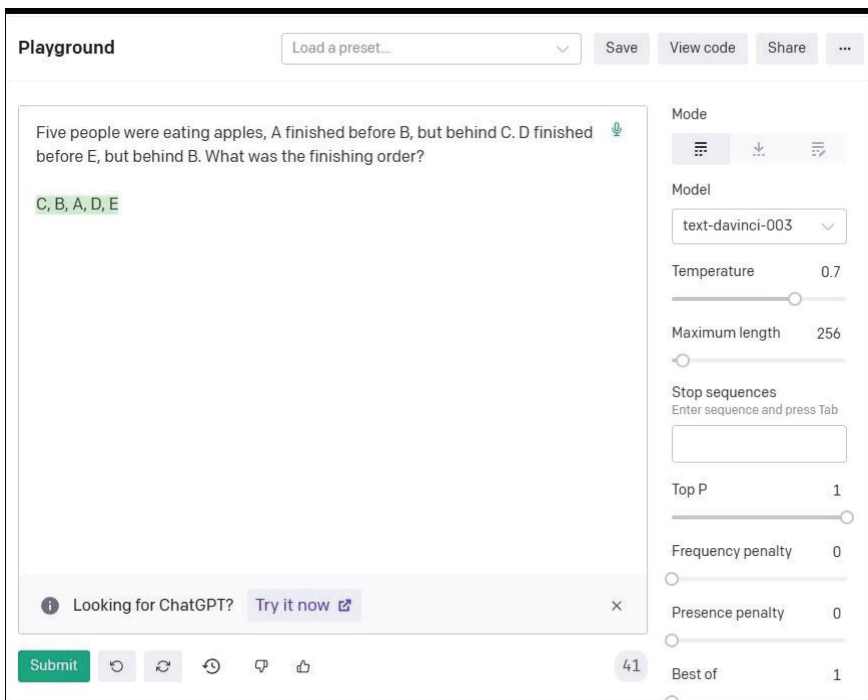 Playground
Load a preset...
Save
View code
Share
...
Five people were eating apples, A finished before B, but behind C. D finished
before E, but behind B. What was the finishing order?
C, B, A, D, E
Looking for ChatGPT?
Try it now
Submit
41
Mode
Model
text-davinci-003
Temperature 0.7
Maximum length 256
Stop sequences
Enter sequence and press Tab
Top P 1
Frequency penalty 0
Presence penalty 0
Best of 1